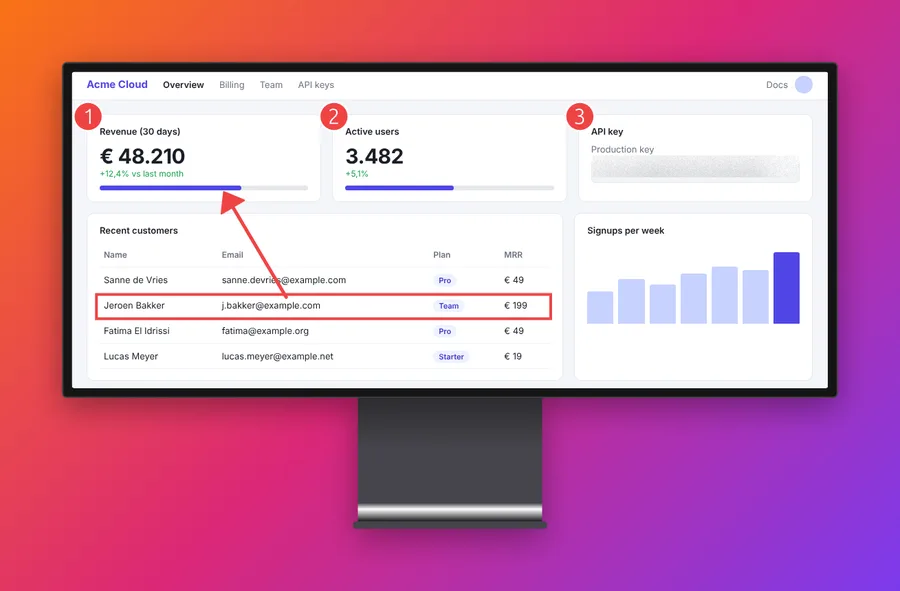 Acme Cloud Overview Billing Team API keys Docs
1 2 3
Revenue (30 days)
€ 48.210
+12,4% vs last month
Active users
3.482
+5,1%
API key
Production key
Recent customers
Name Email Plan MRR
Sanne de Vries sanne.devries@example.com Pro € 49
Jeroen Bakker j.bakker@example.com Team € 199
Fatima El Idrissi fatima@example.org Pro € 49
Lucas Meyer lucas.meyer@example.net Starter € 19
Signups per week